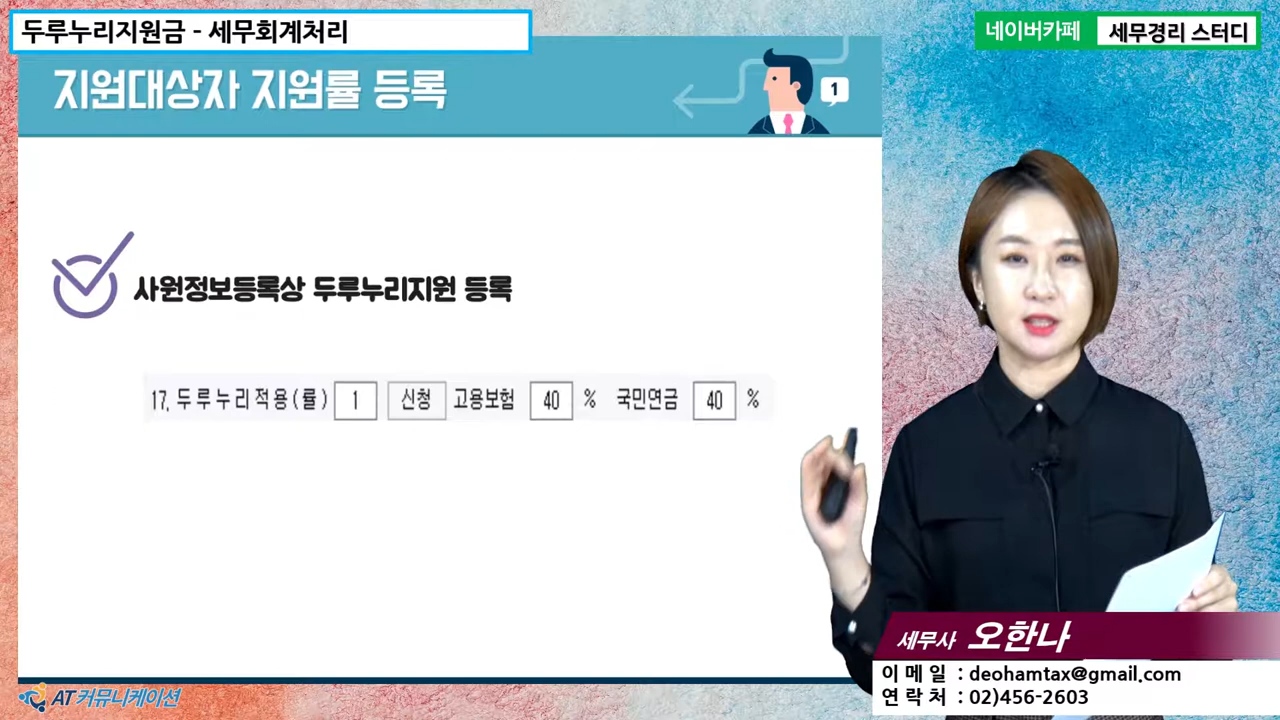 두루누리지원금 - 세무회계처리
네이버카페 세무경리 스터디
지원대상자 지원률 등록
1
사원정보등록상 두루누리지원 등록
17. 두루누리적용(률) 1 신청 고용보험 40 % 국민연금 40 %
세무사 오한나
이메일 : deohamtax@gmail.com
연락처 : 02)456-2603
AT커뮤니케이션